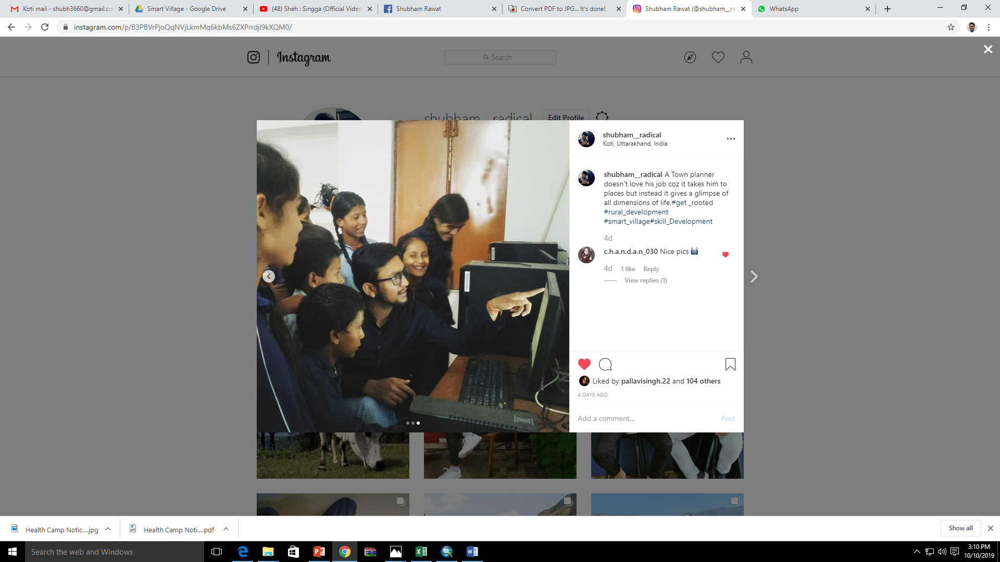 Koti mail - shubh3660@gmail.co
Smart Village - Google Drive
(48) Sheh : Singga (Official Video
Shubham Rawat
Convert PDF to JPG... It's done!
Shubham Rawat (@shubham__ra
WhatsApp
instagram.com/p/B3PBVrPjoQqNVjLkmMq6kbMs6ZXPrrdjI9kXQM0/
Instagram
Search
shubham__radical
Edit Profile
shubham__radical
Koti, Uttarakhand, India
shubham__radical A Town planner
doesn't love his job coz it takes him to
places but instead it gives a glimpse of
all dimensions of life.#get _rooted
#rural_development
#smart_village#skill_Development
4d
c.h.a.n.d.a.n_030 Nice pics
4d 1 like Reply
View replies (1)
Liked by pallavisingh.22 and 104 others
4 DAYS AGO
Add a comment...
Post
Health Camp Notic....jpg
Health Camp Noti....pdf
Show all
Search the web and Windows
3:10 PM
10/10/2019